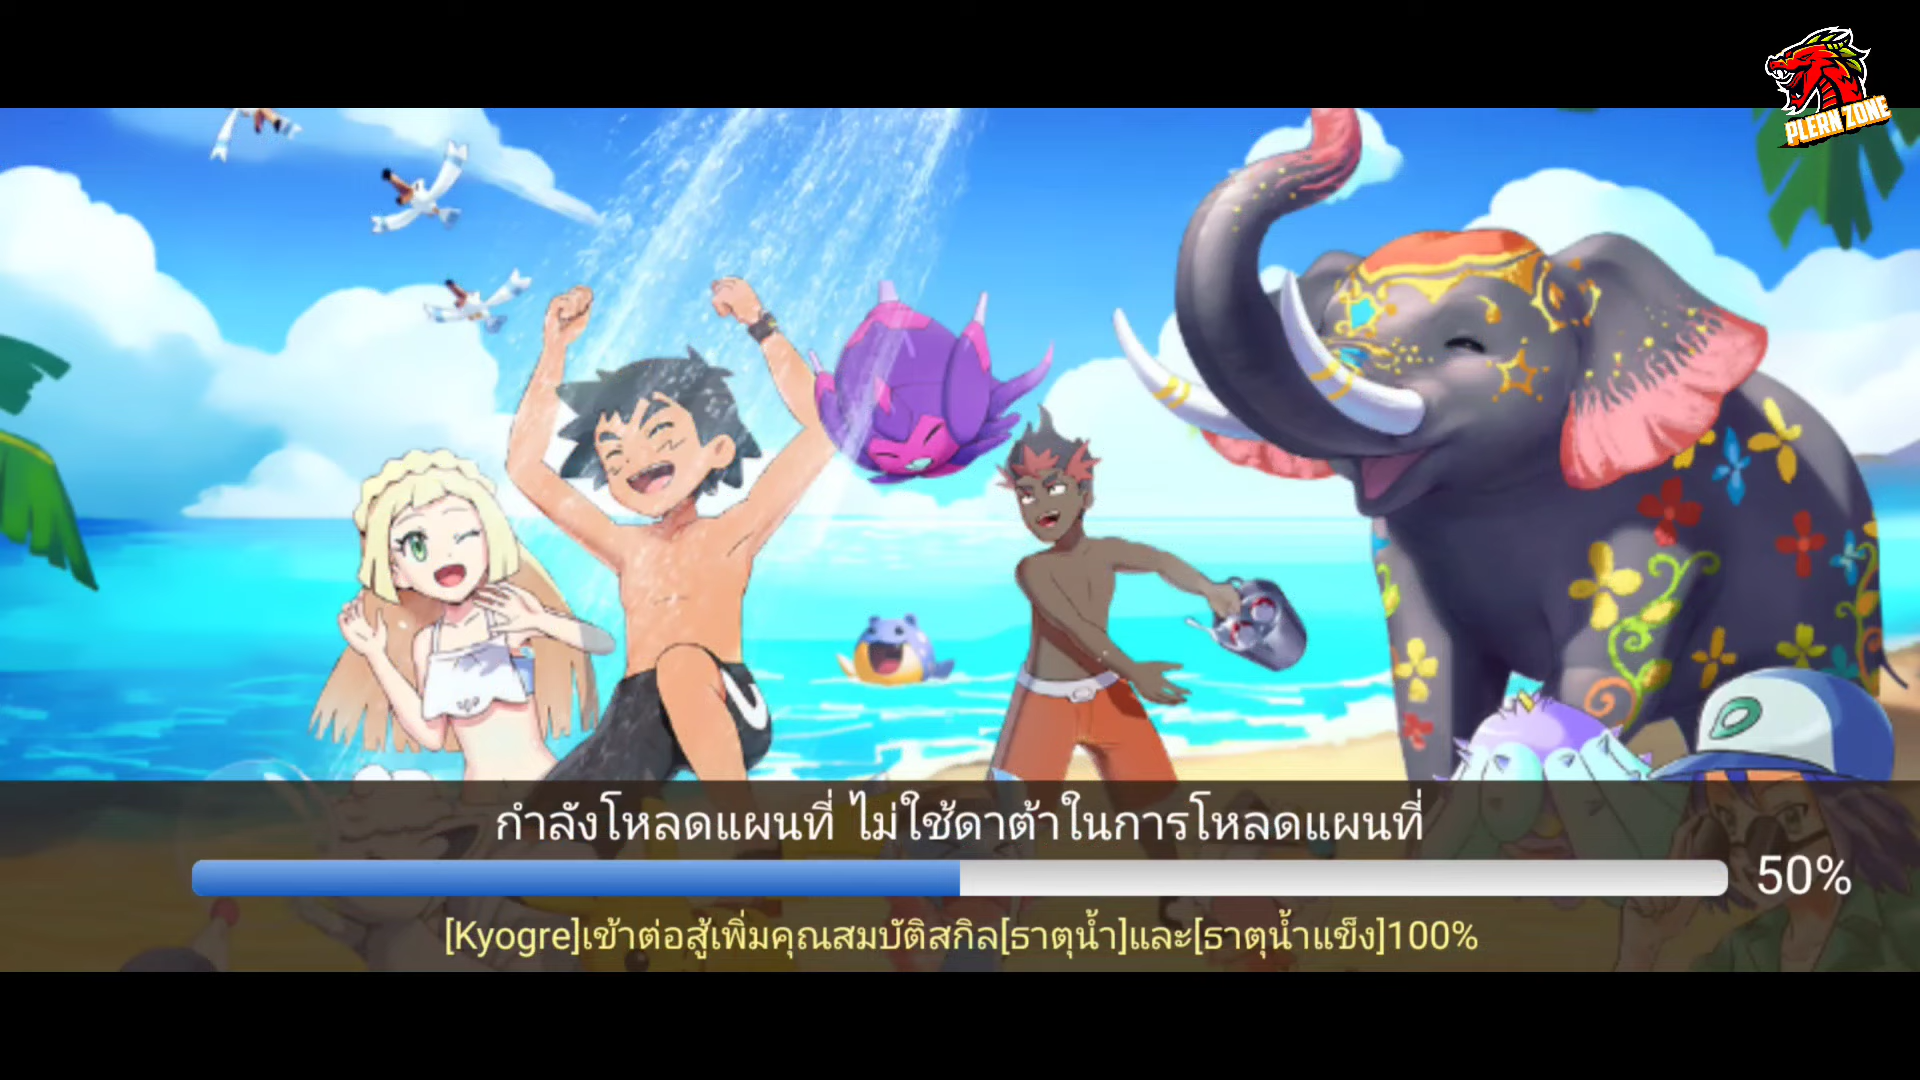 PLERN ZONE
กำลังโหลดแผนที่ ไม่ใช้ดาต้าในการโหลดแผนที่
50%
[Kyogre]เข้าต่อสู้เพิ่มคุณสมบัติสกิล[ธาตุน้ำ]และ[ธาตุน้ำแข็ง]100%